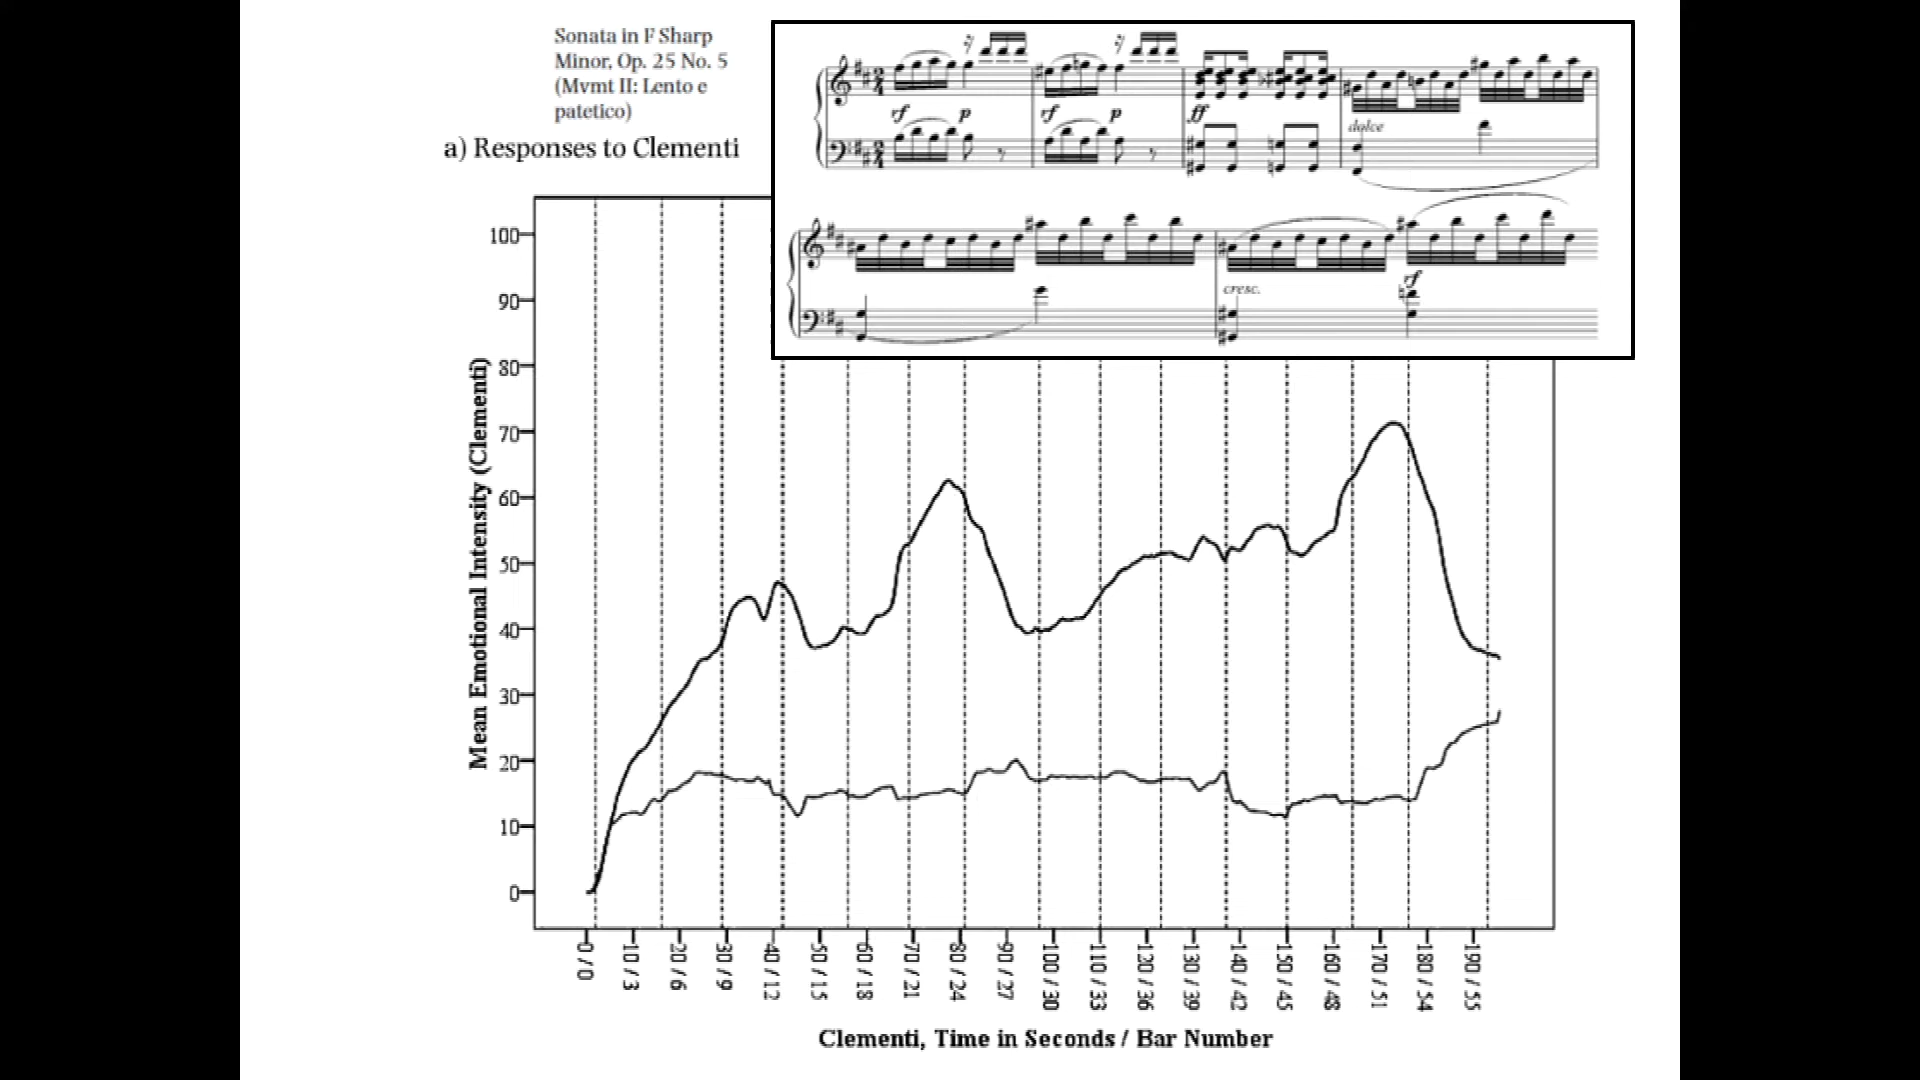 Sonata in F Sharp
Minor, Op. 25 No. 5
(Mvmt II: Lento e
patetico)
a) Responses to Clementi
rf p rf p ff dolce
cresc. rf
Mean Emotional Intensity (Clementi)
100
90
80
70
60
50
40
30
20
10
0
0 / 0
10 / 3
20 / 6
30 / 9
40 / 12
50 / 15
60 / 18
70 / 21
80 / 24
90 / 27
100 / 30
110 / 33
120 / 36
130 / 39
140 / 42
150 / 45
160 / 48
170 / 51
180 / 54
190 / 55
Clementi, Time in Seconds / Bar Number